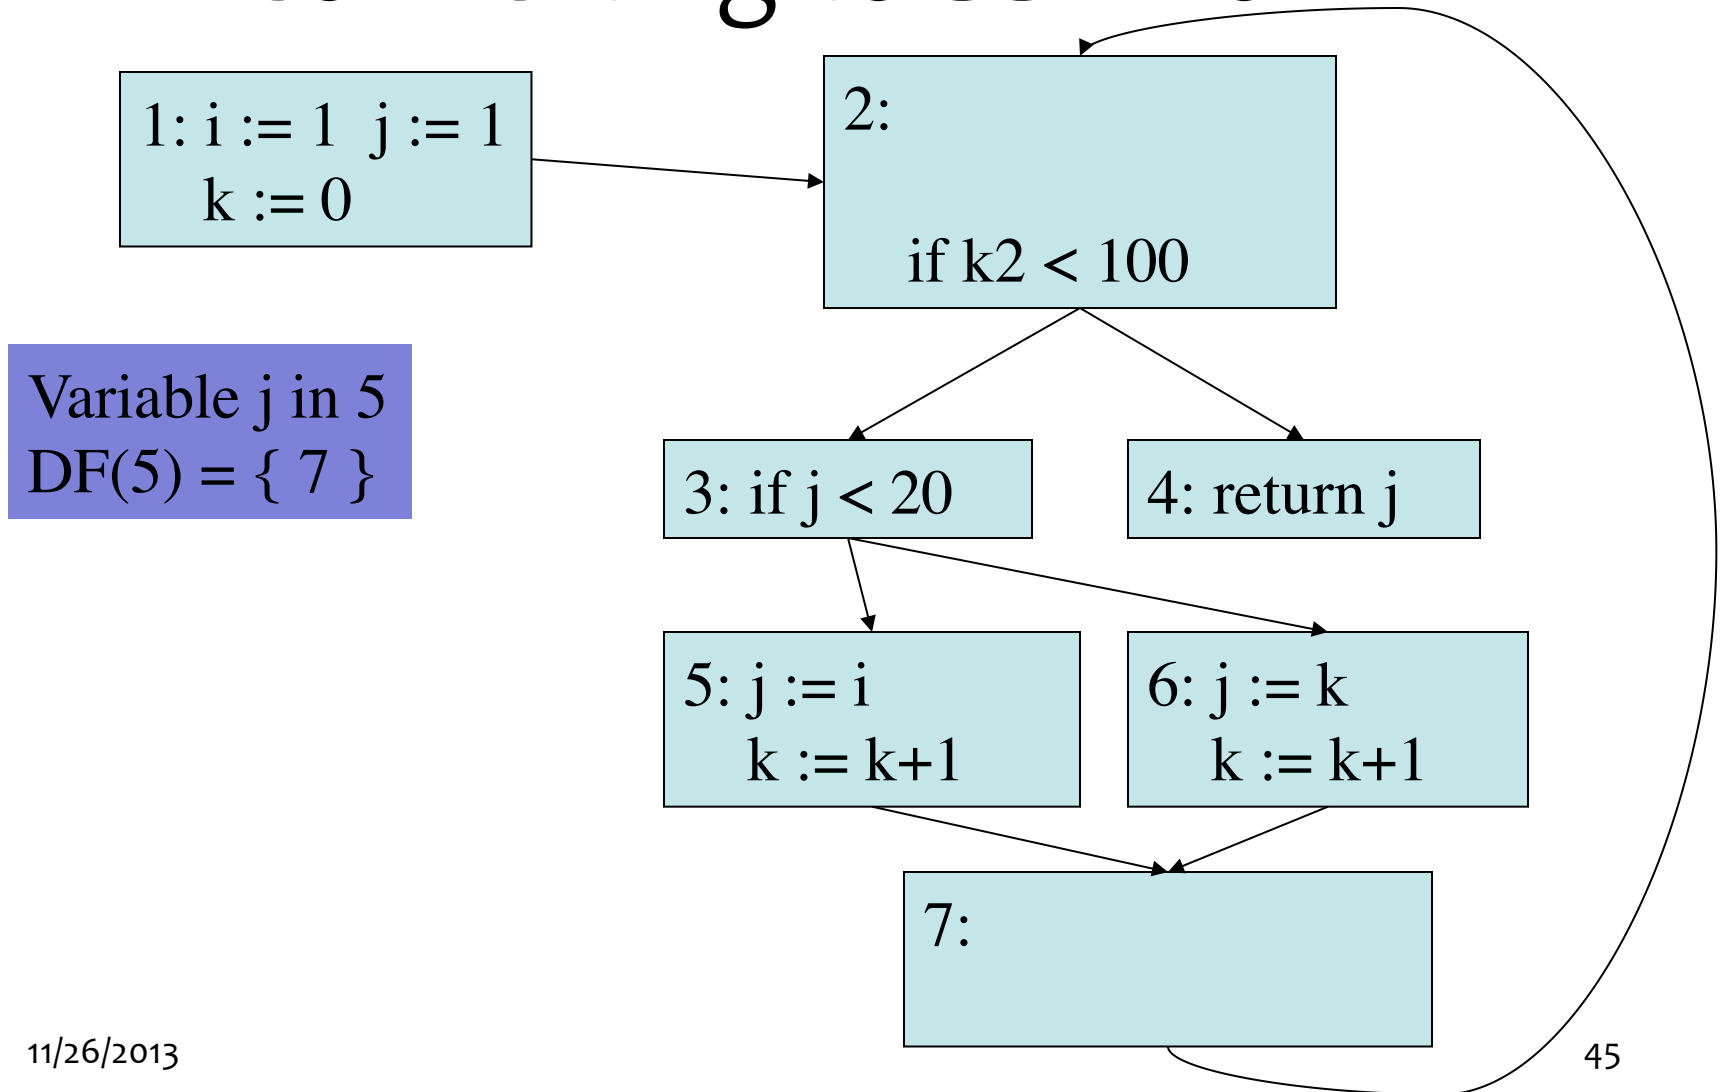 1: i := 1 j := 1
k := 0
2:
if k2 < 100
Variable j in 5
DF(5) = { 7 }
3: if j < 20
4: return j
5: j := i
k := k+1
6: j := k
k := k+1
7:
11/26/2013
45